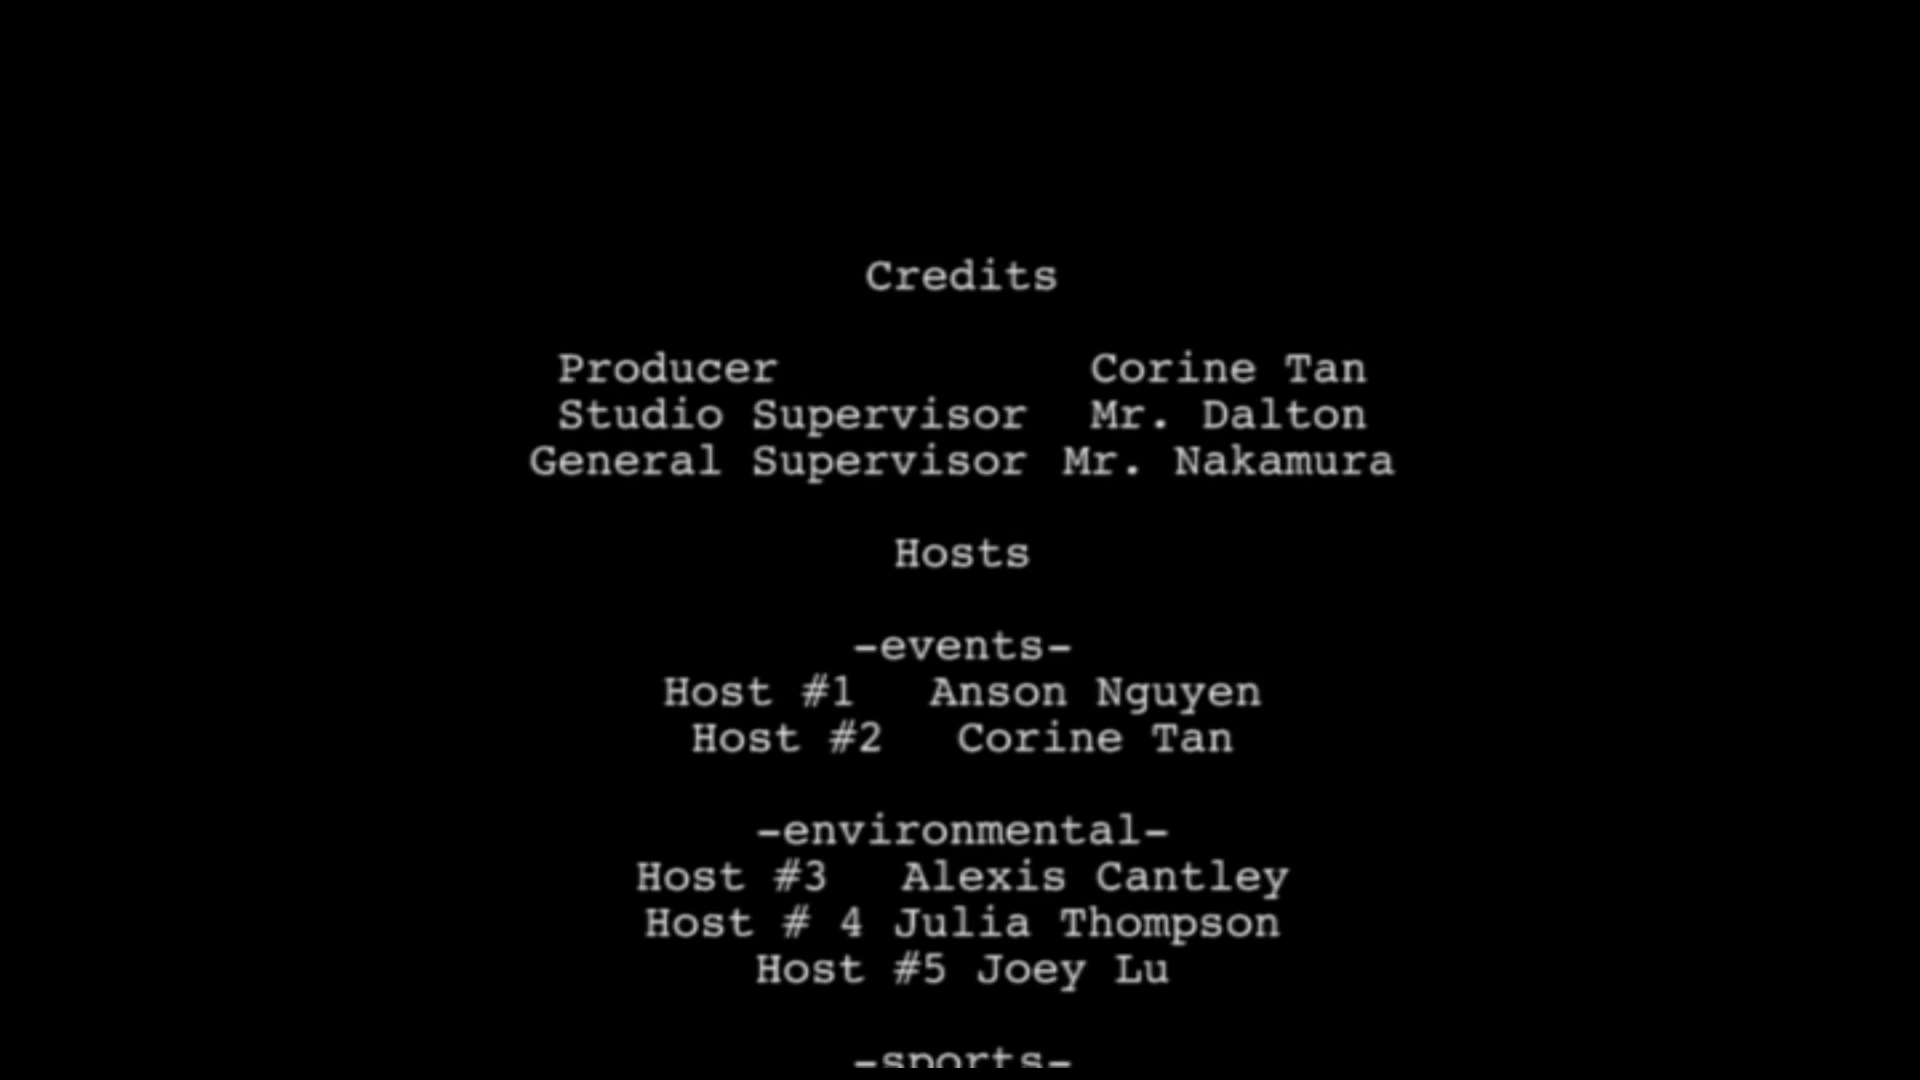 Credits
Producer Corine Tan
Studio Supervisor Mr. Dalton
General Supervisor Mr. Nakamura
Hosts
-events-
Host #1 Anson Nguyen
Host #2 Corine Tan
-environmental-
Host #3 Alexis Cantley
Host # 4 Julia Thompson
Host #5 Joey Lu
-sports-